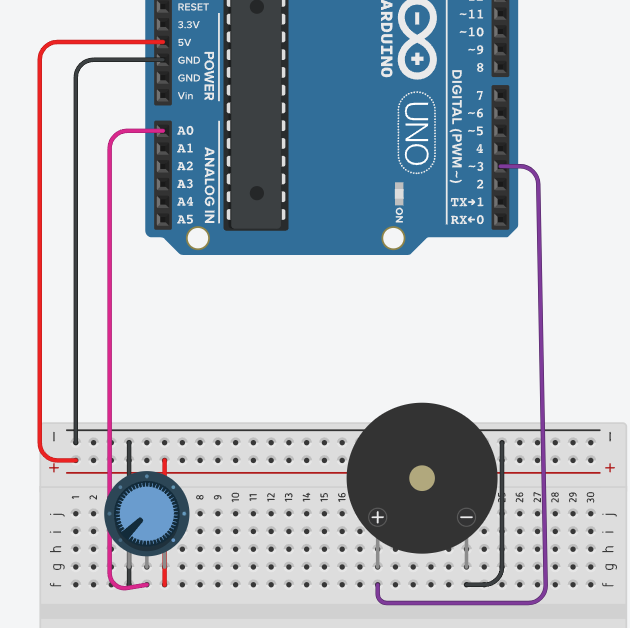 RESET
3.3V
5V
GND
GND
Vin
POWER
A0
A1
A2
A3
A4
A5
ANALOG IN
ARDUINO
UNO
ON
DIGITAL (PWM~)
~11
~10
~9
8
7
~6
~5
4
~3
2
TX→1
RX←0
− −
+ +
1 2 8 9 10 11 12 13 14 15 16 26 27 28 29 30
+ −
j j
i i
h h
g g
f f